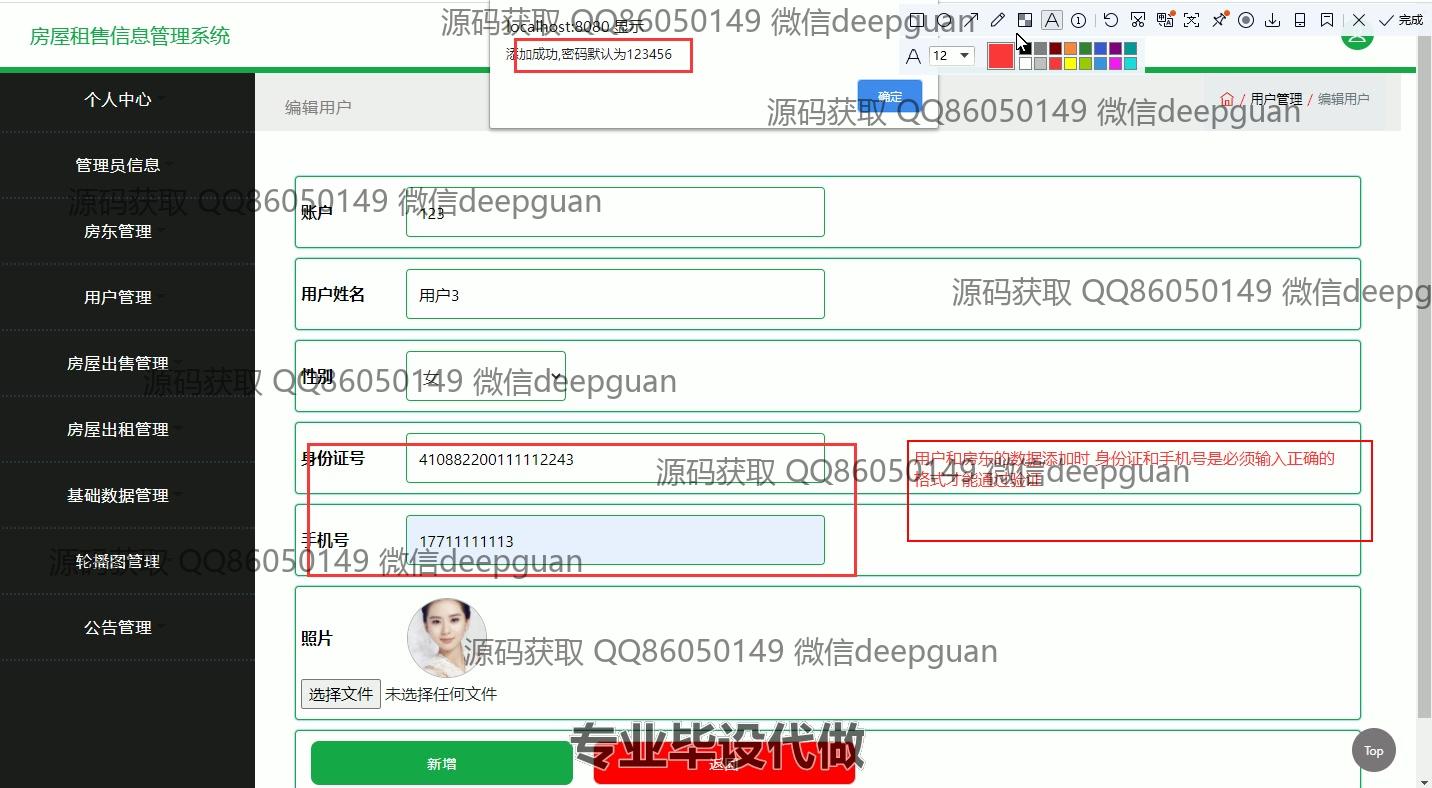 房屋租售信息管理系统
localhost:8080 显示
添加成功,密码默认为123456
确定
12
完成
编辑用户
/ 用户管理 / 编辑用户
个人中心
管理员信息
房东管理
用户管理
房屋出售管理
房屋出租管理
基础数据管理
轮播图管理
公告管理
账户
123
用户姓名
用户3
性别
女
身份证号
410882200111112243
手机号
17711111113
用户和房东的数据添加时 身份证和手机号是必须输入正确的
格式才能通过验证
照片
选择文件 未选择任何文件
新增
返回
Top
专业毕设代做
源码获取 QQ86050149 微信deepguan
源码获取 QQ86050149 微信deepguan
源码获取 QQ86050149 微信deepguan
源码获取 QQ86050149 微信deepg
源码获取 QQ86050149 微信deepguan
源码获取 QQ86050149 微信deepguan
源码获取 QQ86050149 微信deepguan
源码获取 QQ86050149 微信deepguan